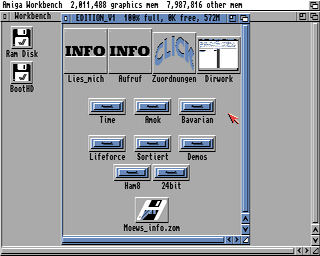 Amiga Workbench 2,011,488 graphics mem 7,987,816 other mem
Workbench
EDITION_V1 100% full, 0K free, 572M
Ram Disk
BootHD
INFO
INFO
CLICK
Lies_mich
Aufruf
Zuordnungen
Dirwork
Time
Amok
Bavarian
Lifeforce
Sortiert
Demos
Ham8
24bit
Moews_info.zom